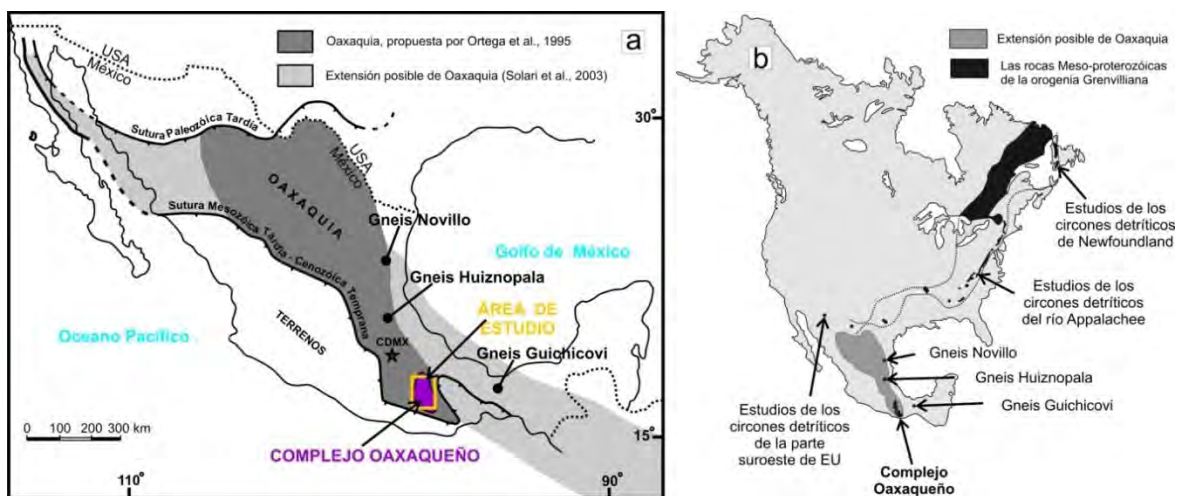 Oaxaquia, propuesta por Ortega et al., 1995
Extensión posible de Oaxaquia (Solari et al., 2003)
a
USA
México
Sutura Paleozóica Tardía
USA
México
30°
OAXAQUIA
Gneis Novillo
Sutura Mesozóica Tardía - Cenozóica Temprana
Golfo de México
Gneis Huiznopala
ÁREA DE
ESTUDIO
Oceano Pacífico
TERRENOS
CDMX
Gneis Guichicovi
0 100 200 300 km
15°
COMPLEJO OAXAQUEÑO
110°
90°
b
Extensión posible de Oaxaquia
Las rocas Meso-proterozóicas
de la orogenia Grenvilliana
Estudios de los
circones detríticos
de Newfoundland
Estudios de los
circones detríticos
del río Appalachee
Gneis Novillo
Gneis Huiznopala
Gneis Guichicovi
Estudios de los
circones detríticos
de la parte
suroeste de EU
Complejo
Oaxaqueño